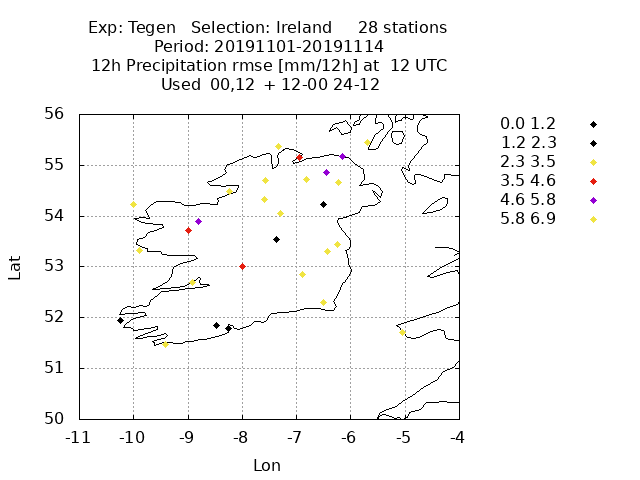 Exp: Tegen   Selection: Ireland     28 stations
Period: 20191101-20191114
12h Precipitation rmse [mm/12h] at  12 UTC
Used  00,12  + 12-00 24-12
56
55
54
53
52
51
50
Lat
-11 -10 -9 -8 -7 -6 -5 -4
Lon
0.0 1.2
1.2 2.3
2.3 3.5
3.5 4.6
4.6 5.8
5.8 6.9